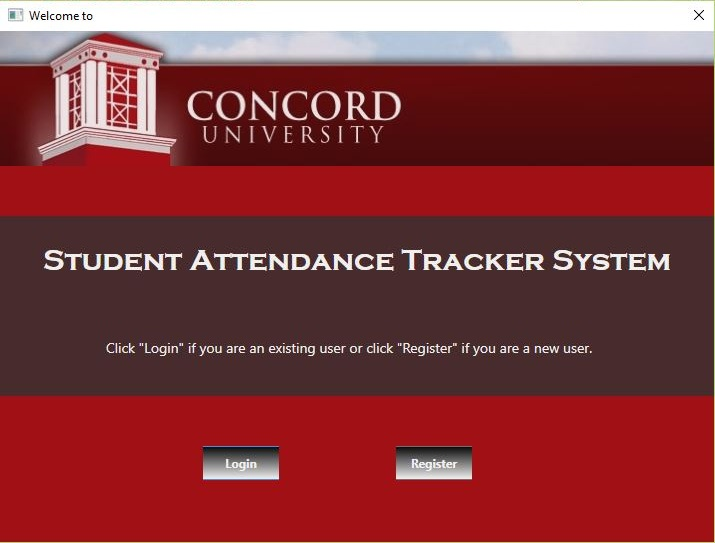 Welcome to
CONCORD
UNIVERSITY
STUDENT ATTENDANCE TRACKER SYSTEM
Click "Login" if you are an existing user or click "Register" if you are a new user.
Login
Register